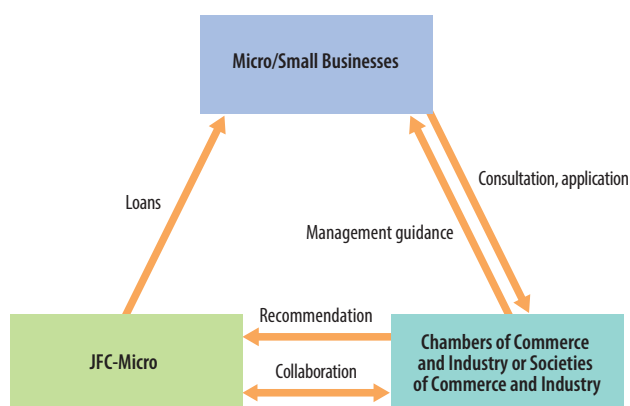 Micro/Small Businesses
Consultation, application
Loans
Management guidance
Recommendation
JFC-Micro
Chambers of Commerce
and Industry or Societies
of Commerce and Industry
Collaboration